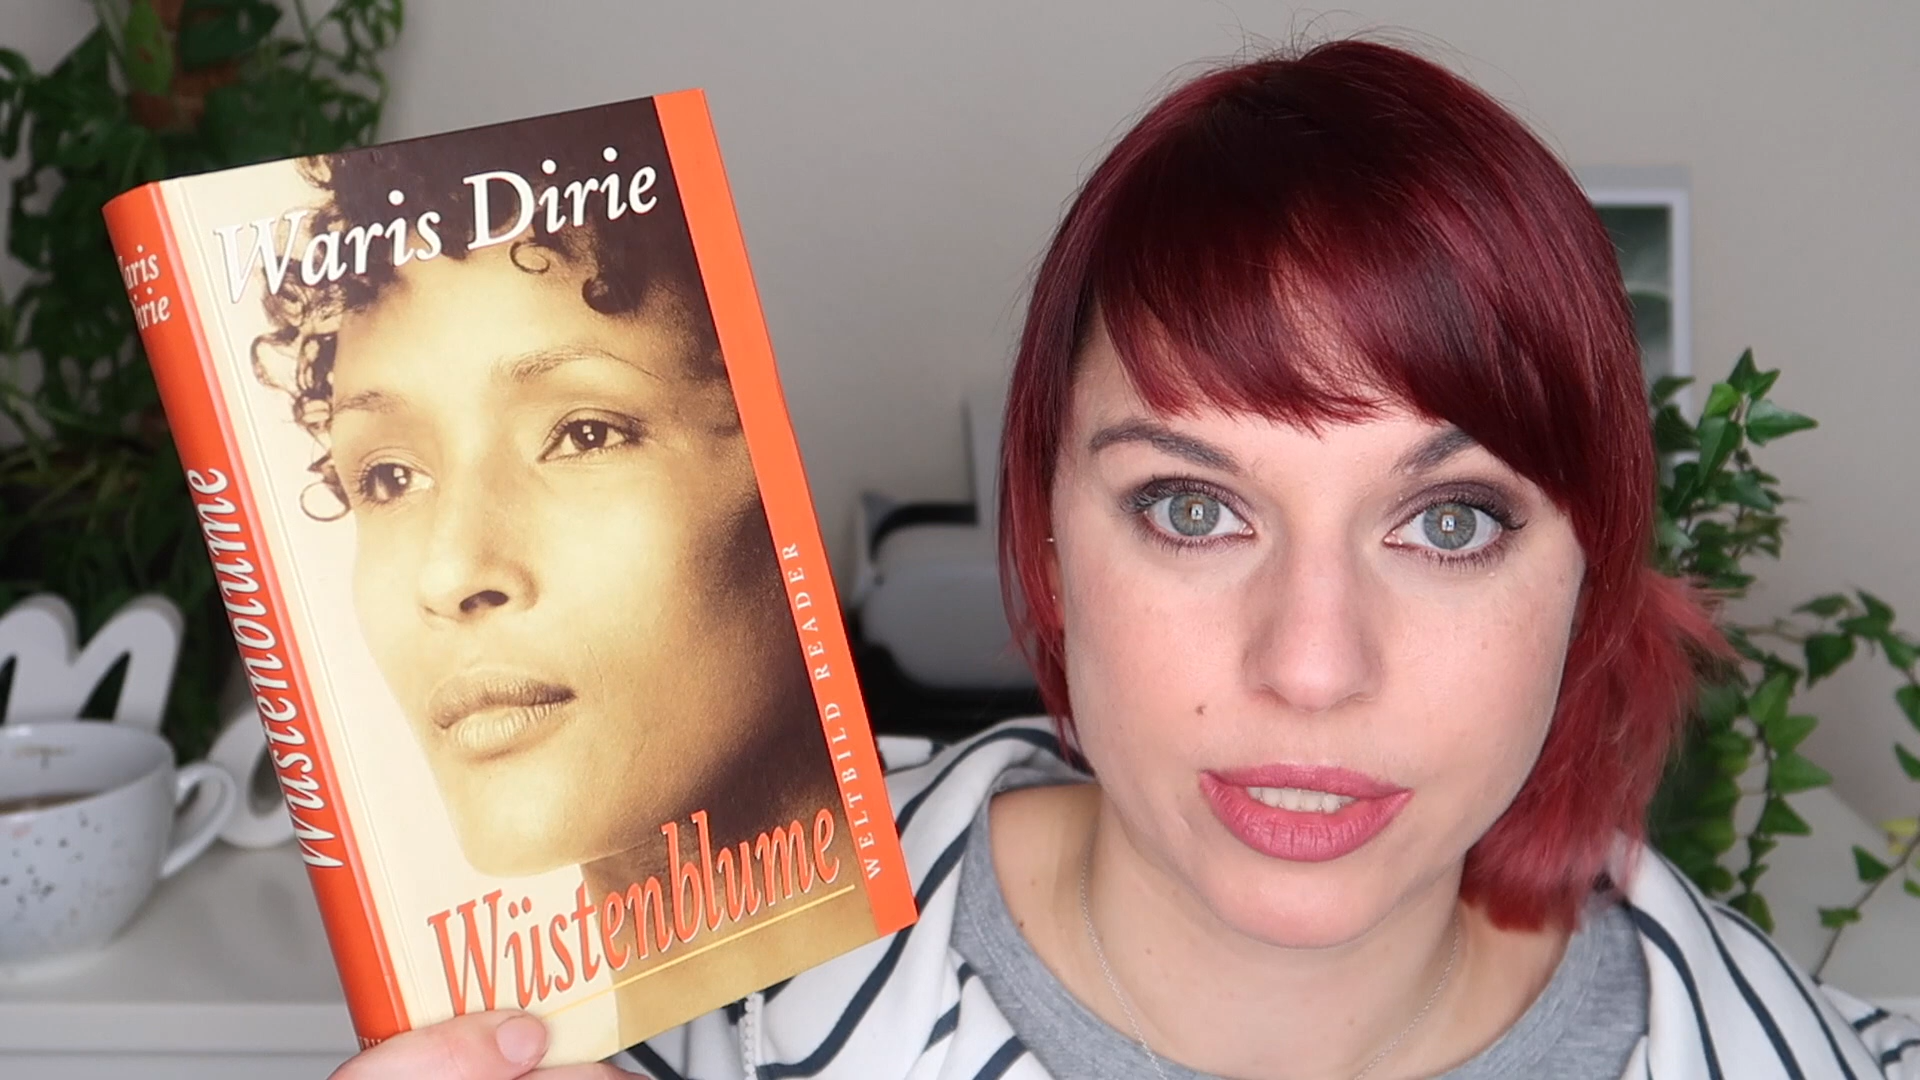 Waris Dirie
Wüstenblume
WELTBILD READER
Waris
Dirie
Wüstenblume